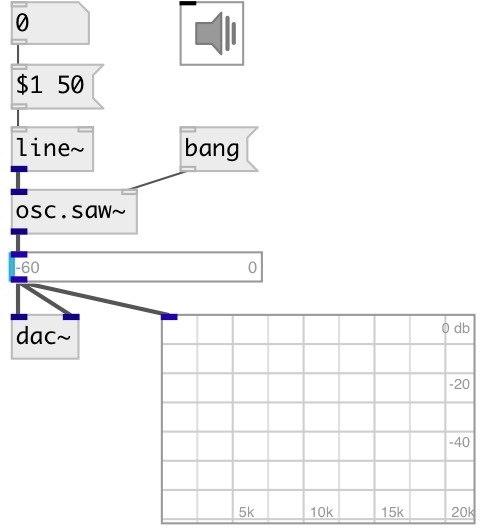 0
$1 50
line~
bang
osc.saw~
-60 0
dac~
0 db
-20
-40
5k 10k 15k 20k